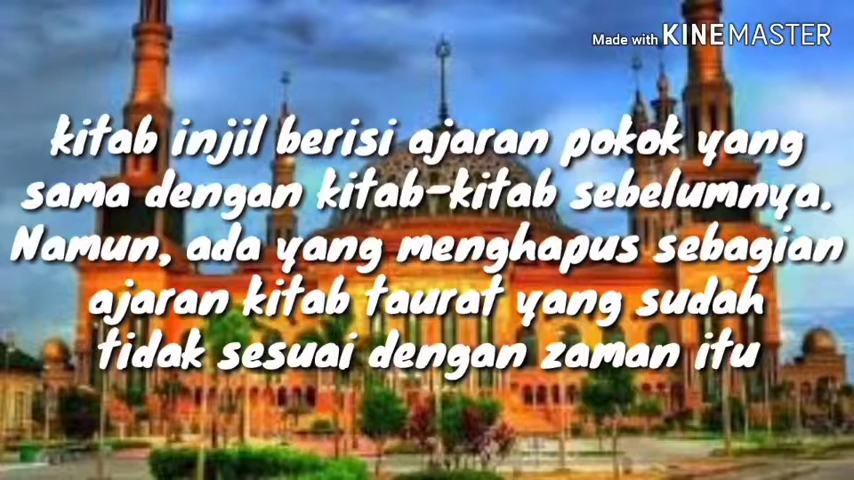 Made with KINEMASTER
kitab injil berisi ajaran pokok yang
sama dengan kitab-kitab sebelumnya.
Namun, ada yang menghapus sebagian
ajaran kitab taurat yang sudah
tidak sesuai dengan zaman itu